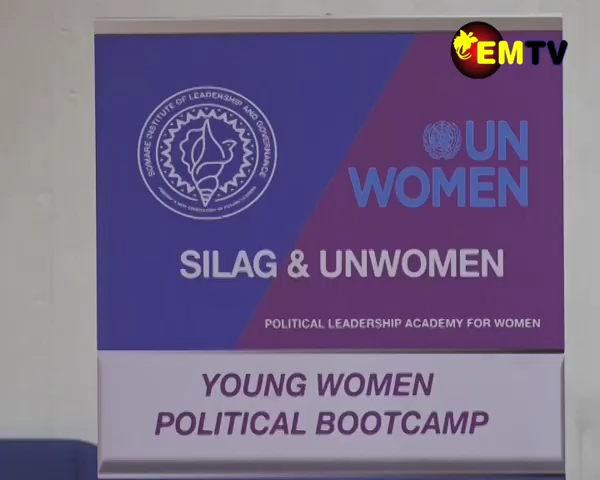 EMTV
SOMARE INSTITUTE OF LEADERSHIP AND GOVERNANCE
UN
WOMEN
SILAG & UNWOMEN
POLITICAL LEADERSHIP ACADEMY FOR WOMEN
YOUNG WOMEN
POLITICAL BOOTCAMP